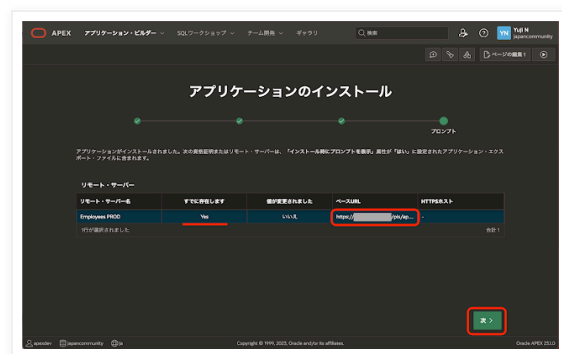 APEX アプリケーション・ビルダー SQLワークショップ チーム開発 ギャラリ 検索 YN Yuji N
japancommunity
ページの編集1
アプリケーションのインストール
プロンプト
アプリケーションがインストールされました。次の資格証明またはリモート・サーバーは、「インストール時にプロンプトを表示」属性が「はい」に設定されたアプリケーション・エクス
ポート・ファイルに含まれます。
リモート・サーバー
リモート・サーバー名 すでに存在します 値が変更されました ベースURL HTTPSホスト
Employees PROD Yes いいえ https:// /pls/ap... -
1行が選択されました 合計 1
次 >
apexdev japancommunity ja Copyright © 1999, 2025, Oracle and/or its affiliates. Oracle APEX